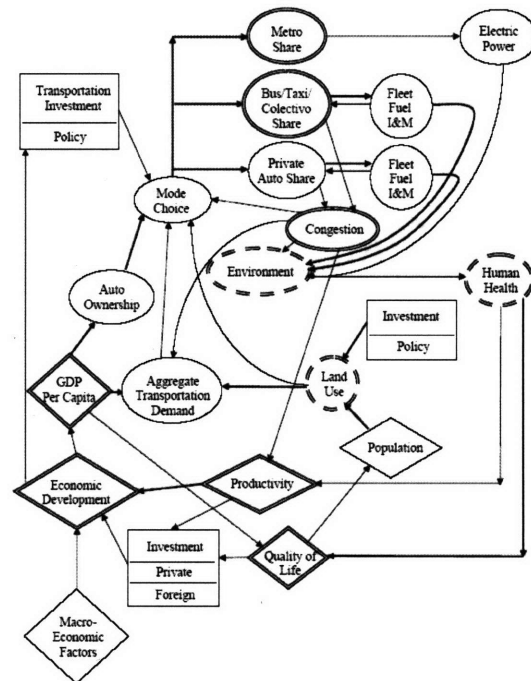 Metro
Share
Electric
Power
Transportation
Investment
Policy
Bus/Taxi/
Colectivo
Share
Fleet
Fuel
I&M
Private
Auto Share
Fleet
Fuel
I&M
Mode
Choice
Congestion
Environment
Human
Health
Auto
Ownership
Investment
Policy
GDP
Per Capita
Aggregate
Transportation
Demand
Land
Use
Population
Economic
Development
Productivity
Investment
Private
Foreign
Quality of
Life
Macro-
Economic
Factors